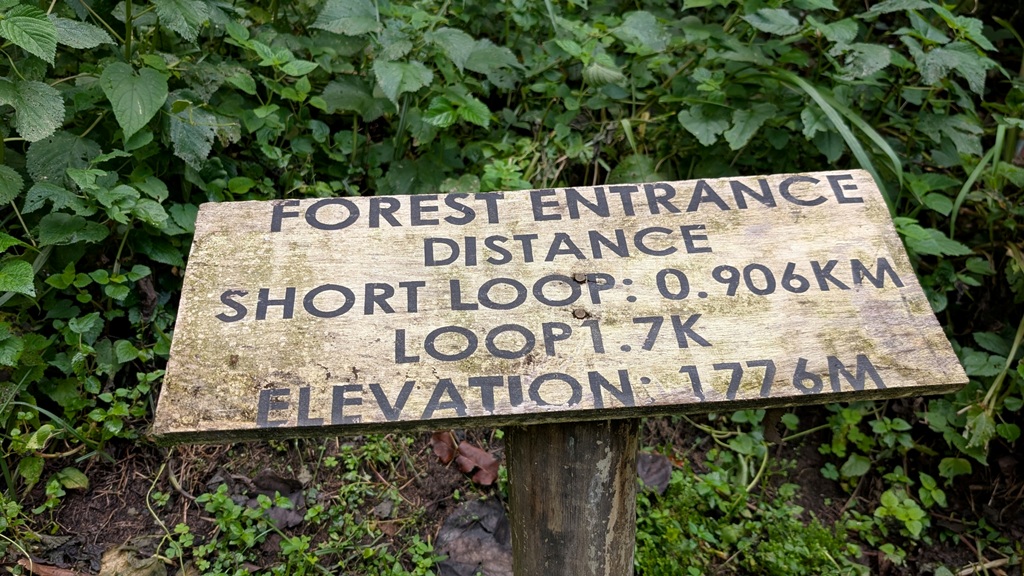 FOREST ENTRANCE
DISTANCE
SHORT LOOP: 0.906KM
LOOP1.7K
ELEVATION: 1776M